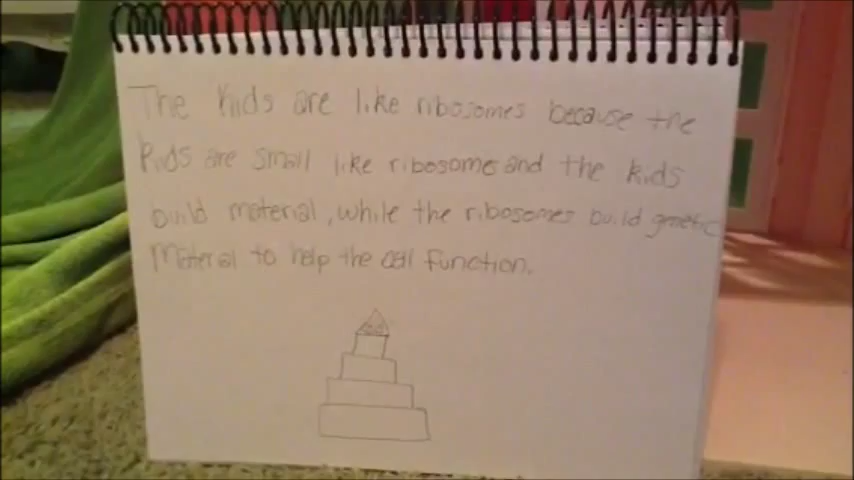 The kids are like ribosomes because the
kids are small like ribosomes and the kids
build material, while the ribosomes build genetic
material to help the cell function.